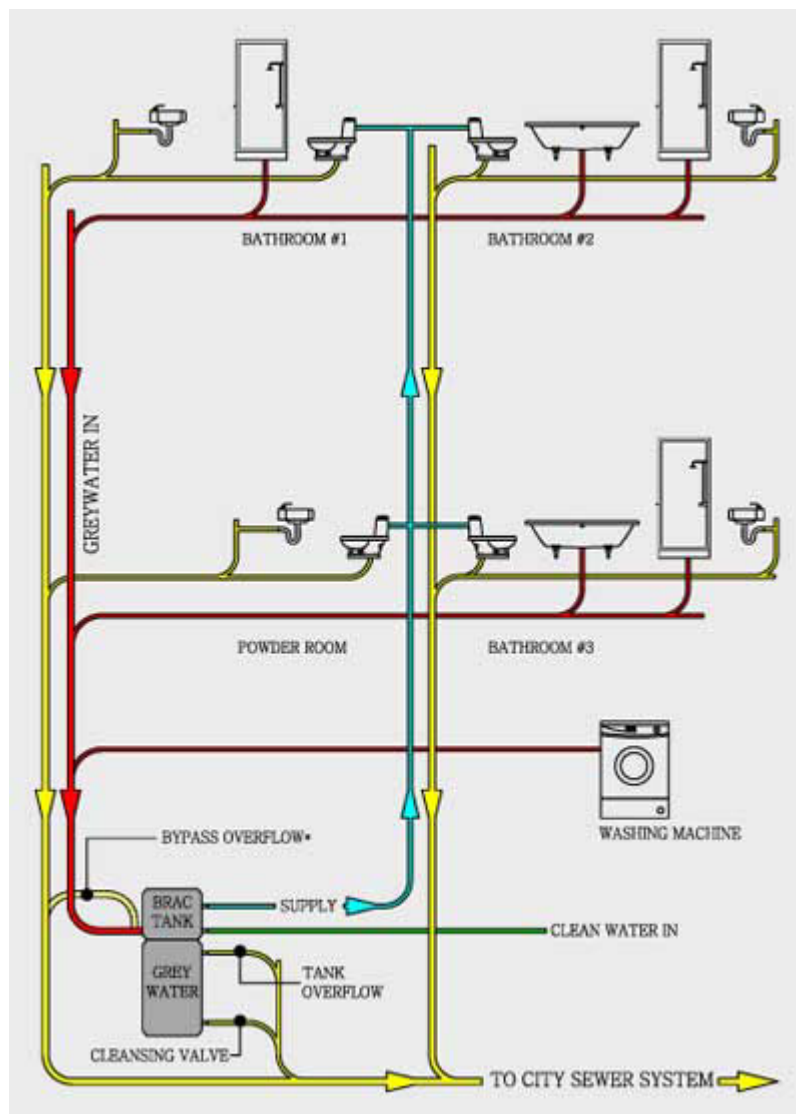 BATHROOM #1
BATHROOM #2
GREYWATER IN
POWDER ROOM
BATHROOM #3
WASHING MACHINE
BYPASS OVERFLOW*
BRAC
TANK
SUPPLY
CLEAN WATER IN
GREY
WATER
TANK
OVERFLOW
CLEANSING VALVE
TO CITY SEWER SYSTEM